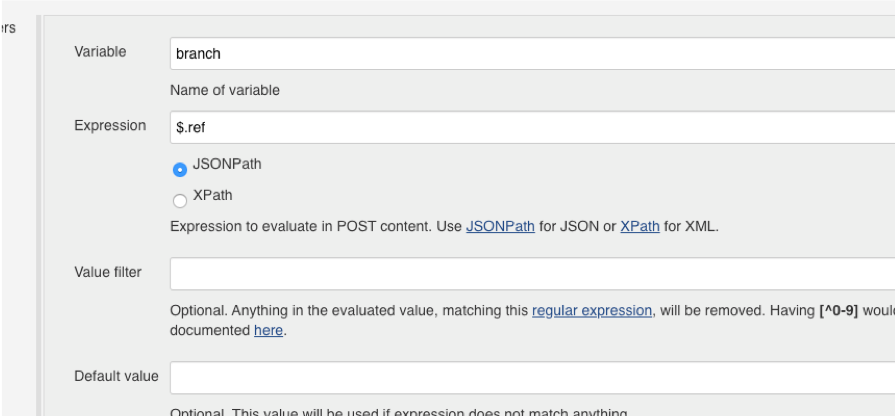 ers
Variable
branch
Name of variable
Expression
$.ref
JSONPath
XPath
Expression to evaluate in POST content. Use JSONPath for JSON or XPath for XML.
Value filter
Optional. Anything in the evaluated value, matching this regular expression, will be removed. Having [^0-9] woul
documented here.
Default value
Optional. This value will be used if expression does not match anything.